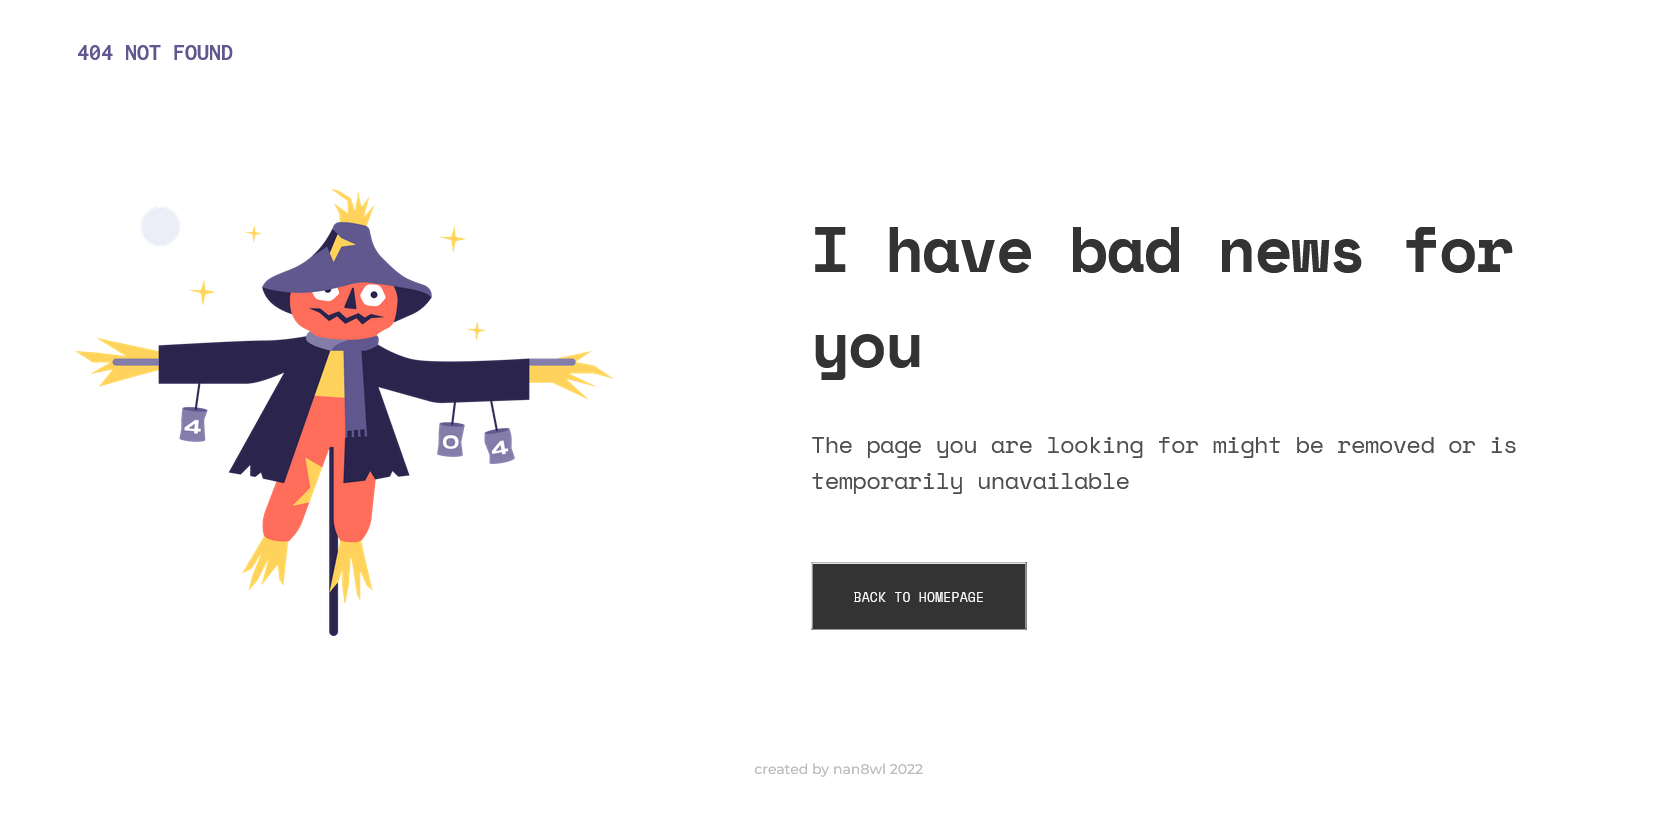 404 NOT FOUND
4
0
4
I have bad news for
you
The page you are looking for might be removed or is
temporarily unavailable
BACK TO HOMEPAGE
created by nan8wl 2022